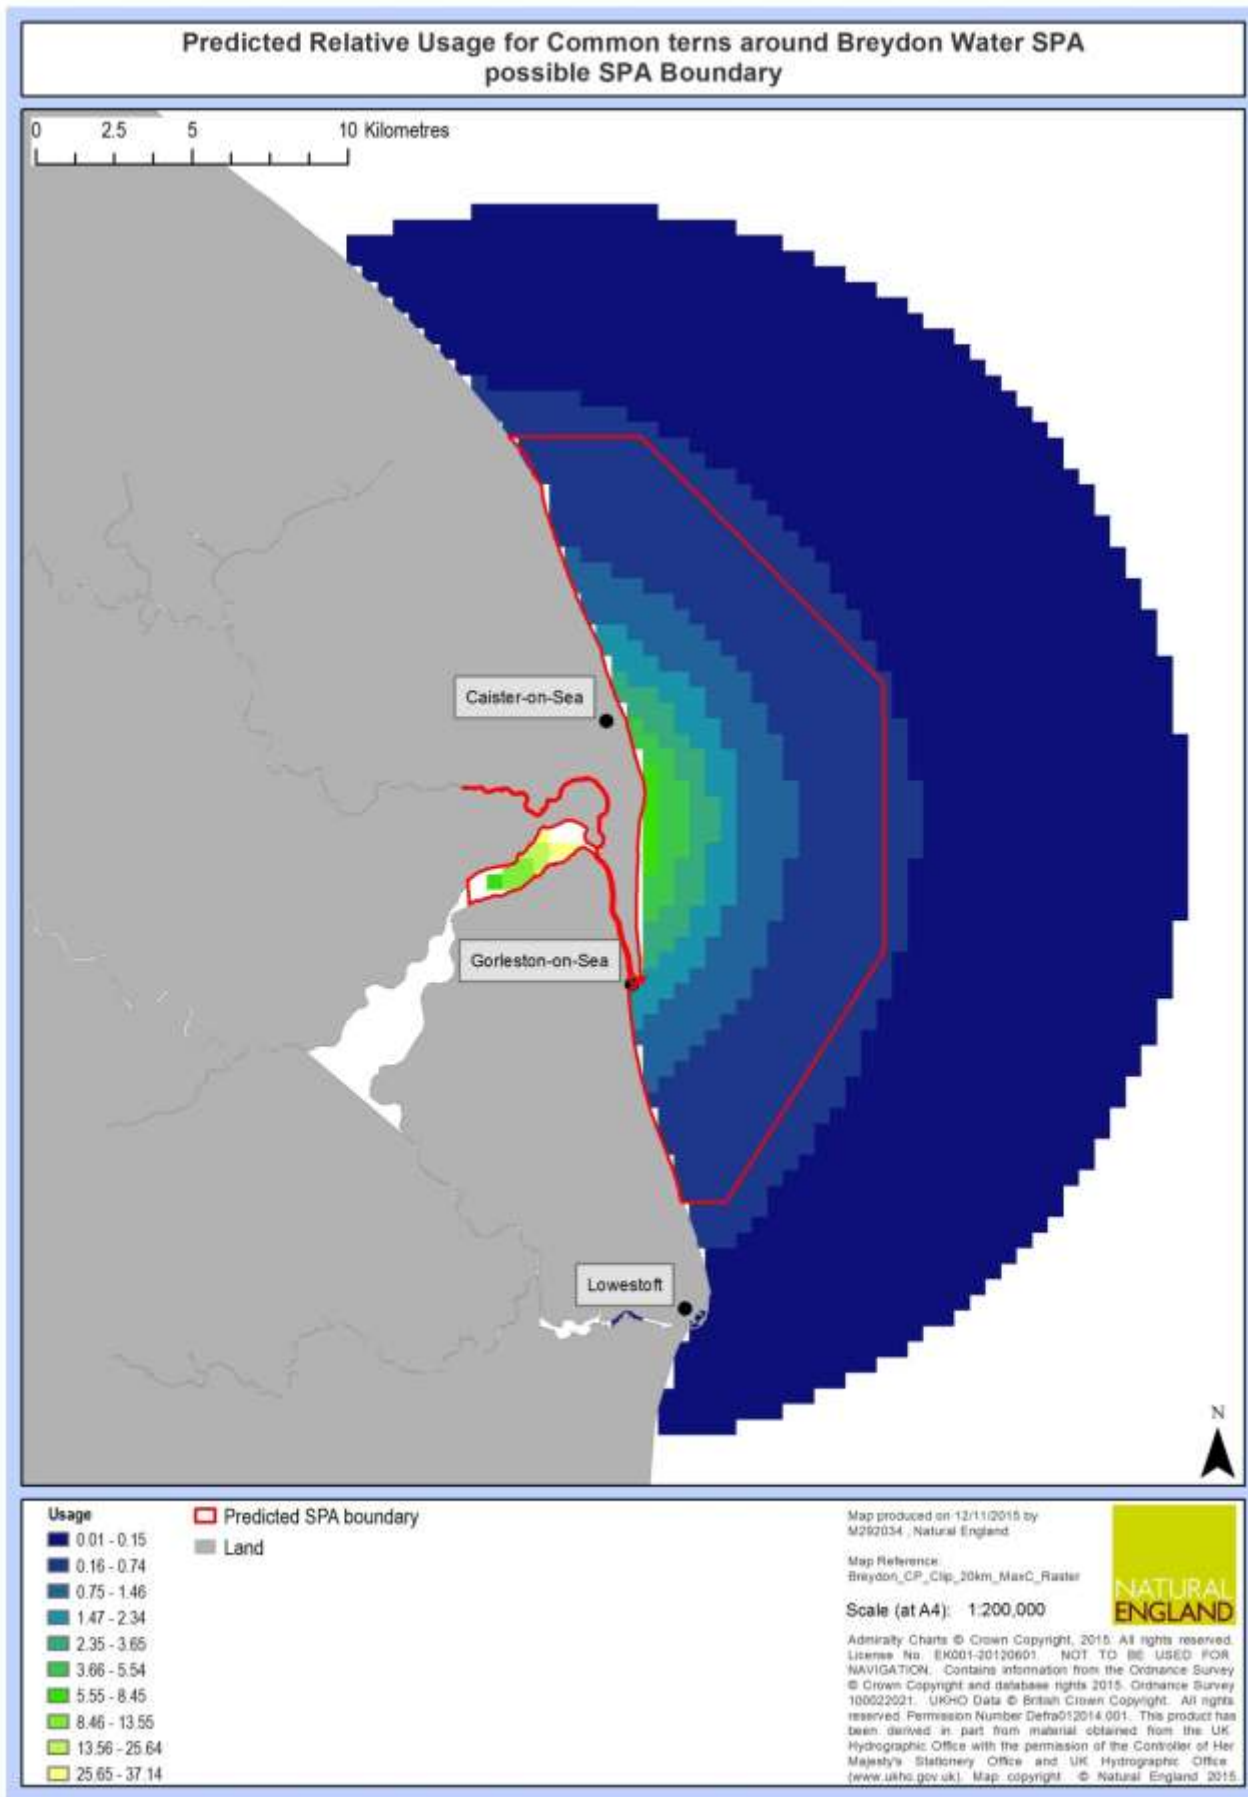 Predicted Relative Usage for Common terns around Breydon Water SPA
possible SPA Boundary
0 2.5 5 10 Kilometres
Caister-on-Sea
Gorleston-on-Sea
Lowestoft
N
Usage
0.01 - 0.15
0.16 - 0.74
0.75 - 1.46
1.47 - 2.34
2.35 - 3.65
3.66 - 5.54
5.55 - 8.45
8.46 - 13.55
13.56 - 25.64
25.65 - 37.14
Predicted SPA boundary
Land
Map produced on 12/11/2015 by
M292034 , Natural England
Map Reference:
Breydon_CP_Clip_20km_MaxC_Raster
Scale (at A4): 1:200,000
NATURAL
ENGLAND
Admiralty Charts © Crown Copyright, 2015. All rights reserved.
License No. EK001-20120601. NOT TO BE USED FOR
NAVIGATION. Contains information from the Ordnance Survey
© Crown Copyright and database rights 2015. Ordnance Survey
100022021. UKHO Data © British Crown Copyright. All rights
reserved. Permission Number Defra012014.001. This product has
been derived in part from material obtained from the UK
Hydrographic Office with the permission of the Controller of Her
Majesty's Stationery Office and UK Hydrographic Office
(www.ukho.gov.uk). Map copyright © Natural England 2015